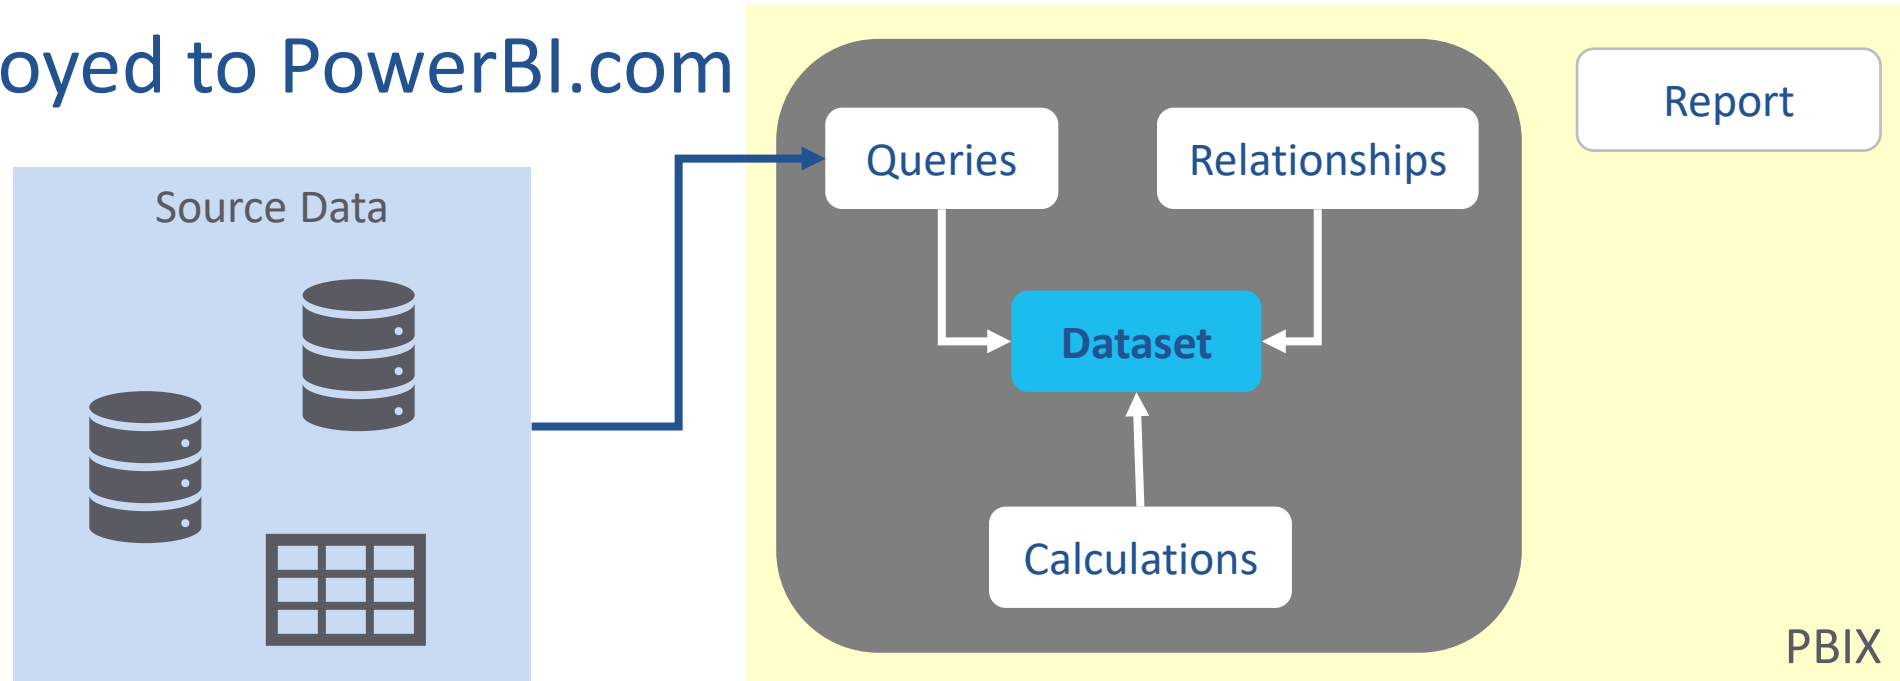 oyed to PowerBI.com
Source Data
Queries
Relationships
Dataset
Calculations
Report
PBIX